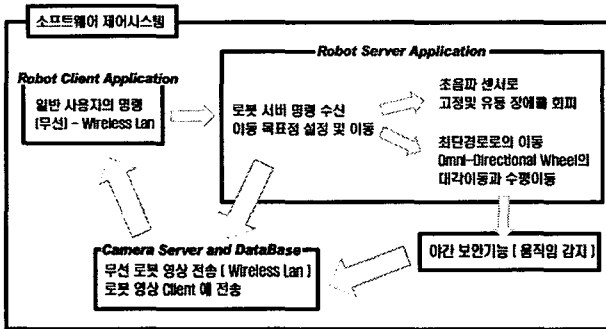 소프트웨어 제어시스템
Robot Server Application
Robot Client Application
일반 사용자의 명령
(무선) - Wireless Lan
로봇 서버 명령 수신
이동 목표점 설정 및 이동
초음파 센서로
고정및 유동 장애물 회피
최단경로로의 이동
Omni-Directional Wheel의
대각이동과 수평이동
Camera Server and DataBase
무선 로봇 영상 전송 ( Wireless Lan )
로봇 영상 Client 에 전송
야간 보안기능 ( 움직임 감지 )